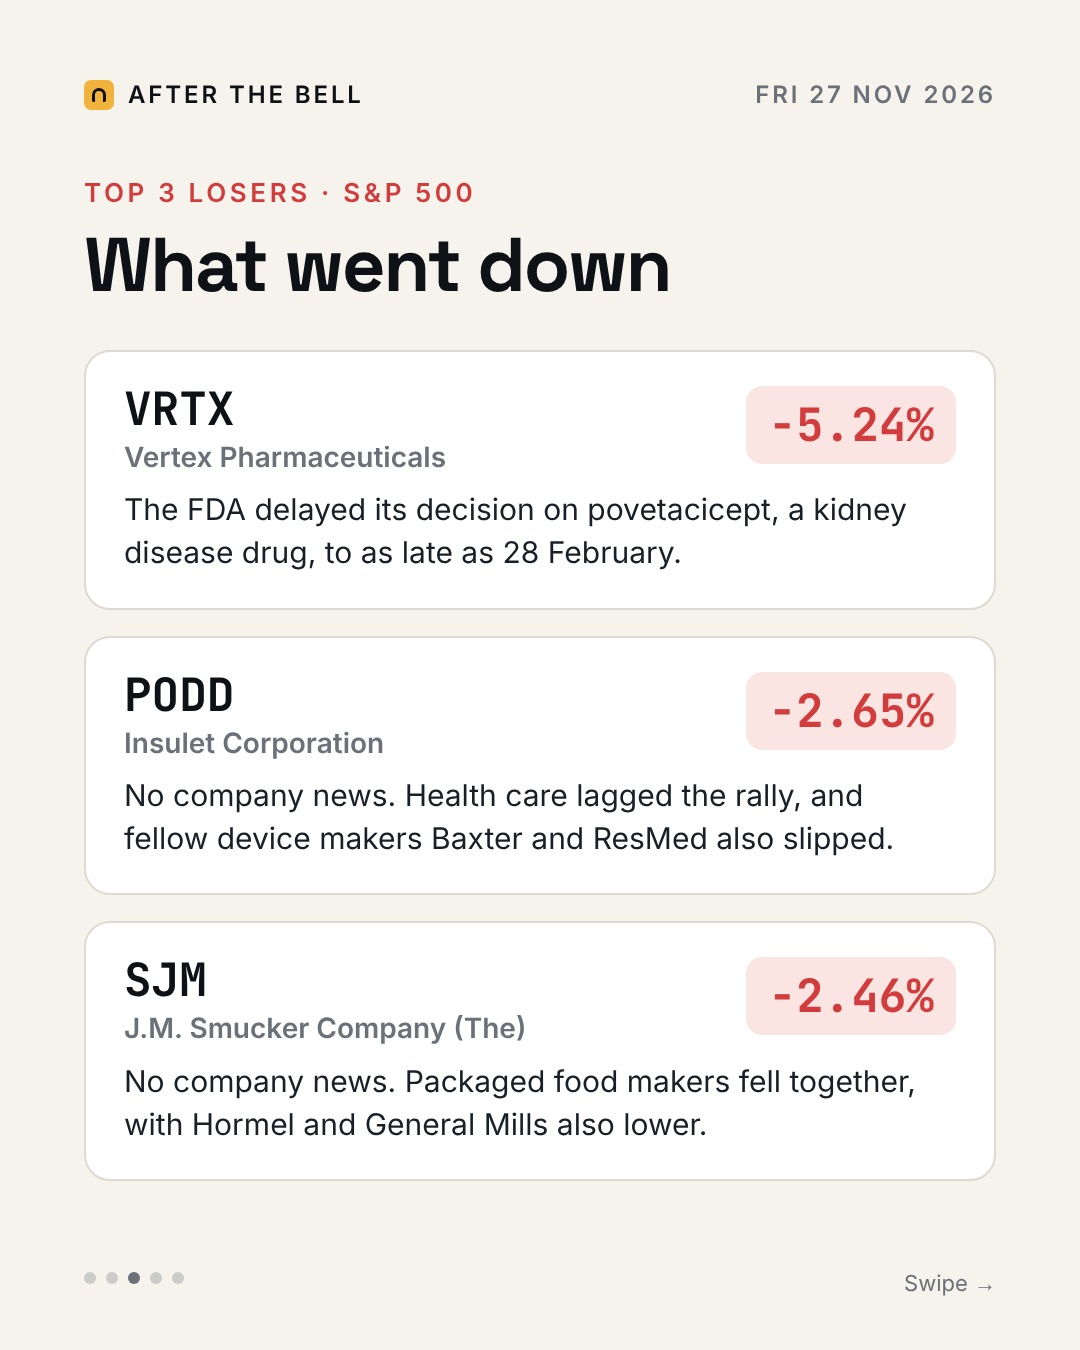 AFTER THE BELL
FRI 27 NOV 2026
TOP 3 LOSERS · S&P 500
What went down
VRTX
-5.24%
Vertex Pharmaceuticals
The FDA delayed its decision on povetacicept, a kidney
disease drug, to as late as 28 February.
PODD
-2.65%
Insulet Corporation
No company news. Health care lagged the rally, and
fellow device makers Baxter and ResMed also slipped.
SJM
-2.46%
J.M. Smucker Company (The)
No company news. Packaged food makers fell together,
with Hormel and General Mills also lower.
Swipe →